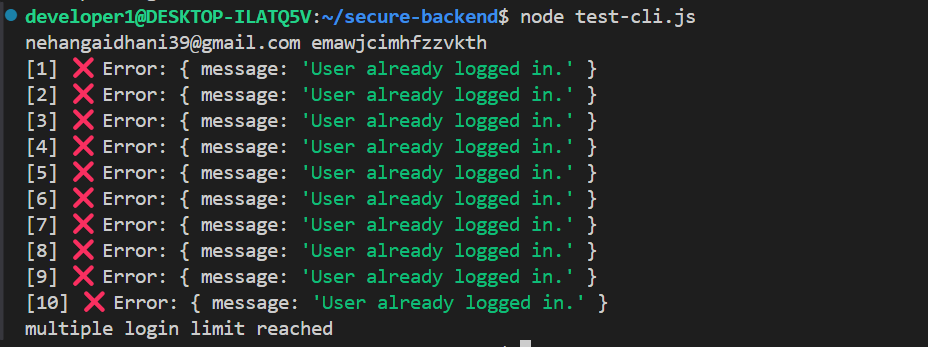 developer1@DESKTOP-ILATQ5V:~/secure-backend$ node test-cli.js
nehangaidhani39@gmail.com emawjcimhfzzvkth
[1] ❌ Error: { message: 'User already logged in.' }
[2] ❌ Error: { message: 'User already logged in.' }
[3] ❌ Error: { message: 'User already logged in.' }
[4] ❌ Error: { message: 'User already logged in.' }
[5] ❌ Error: { message: 'User already logged in.' }
[6] ❌ Error: { message: 'User already logged in.' }
[7] ❌ Error: { message: 'User already logged in.' }
[8] ❌ Error: { message: 'User already logged in.' }
[9] ❌ Error: { message: 'User already logged in.' }
[10] ❌ Error: { message: 'User already logged in.' }
multiple login limit reached